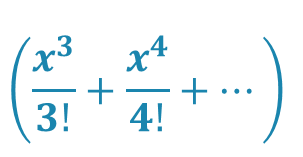 (x³/3! + x⁴/4! + ⋯)